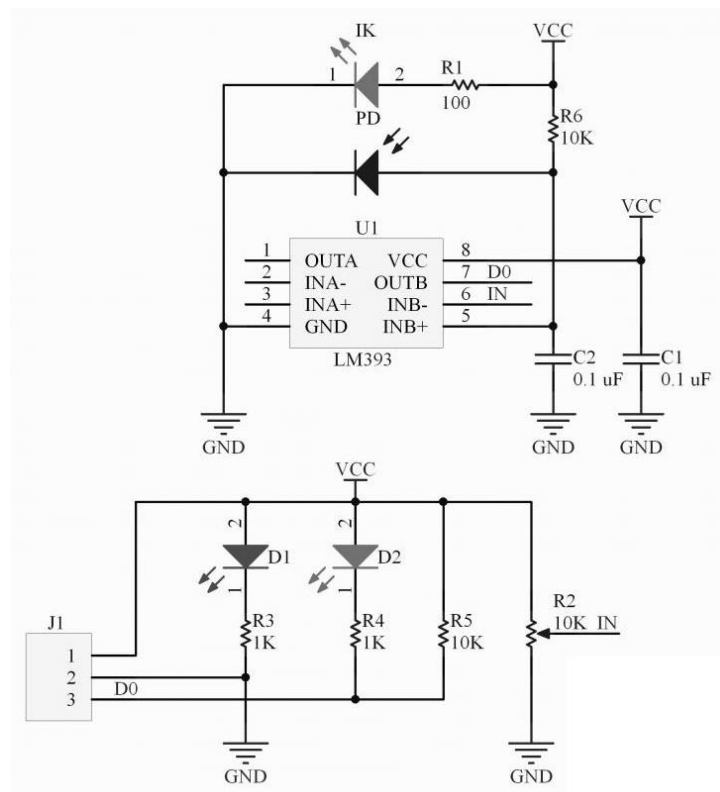 IK
VCC
1
2
R1
100
PD
R6
10K
VCC
U1
1
OUTA
VCC
8
2
INA-
OUTB
7
D0
3
INA+
INB-
6
IN
4
GND
INB+
5
LM393
C2
0.1 uF
C1
0.1 uF
GND
GND
GND
VCC
2
D1
1
2
D2
1
R3
1K
R4
1K
R5
10K
R2
10K IN
J1
1
2
D0
3
GND
GND